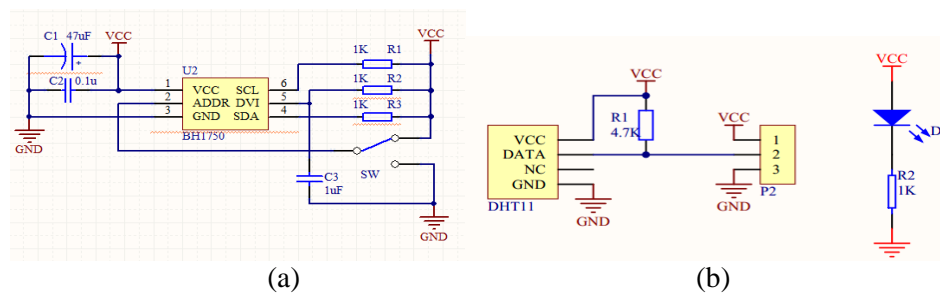 C1 47uF VCC
+
C2 0.1u
GND
U2
1 VCC SCL 6
2 ADDR DVI 5
3 GND SDA 4
BH1750
VCC
1K R1
1K R2
1K R3
SW
C3
1uF
GND
(a)
VCC
R1
4.7K
VCC
DATA
NC
GND
DHT11
GND
VCC
1
2
3
P2
GND
VCC
D
R2
1K
(b)